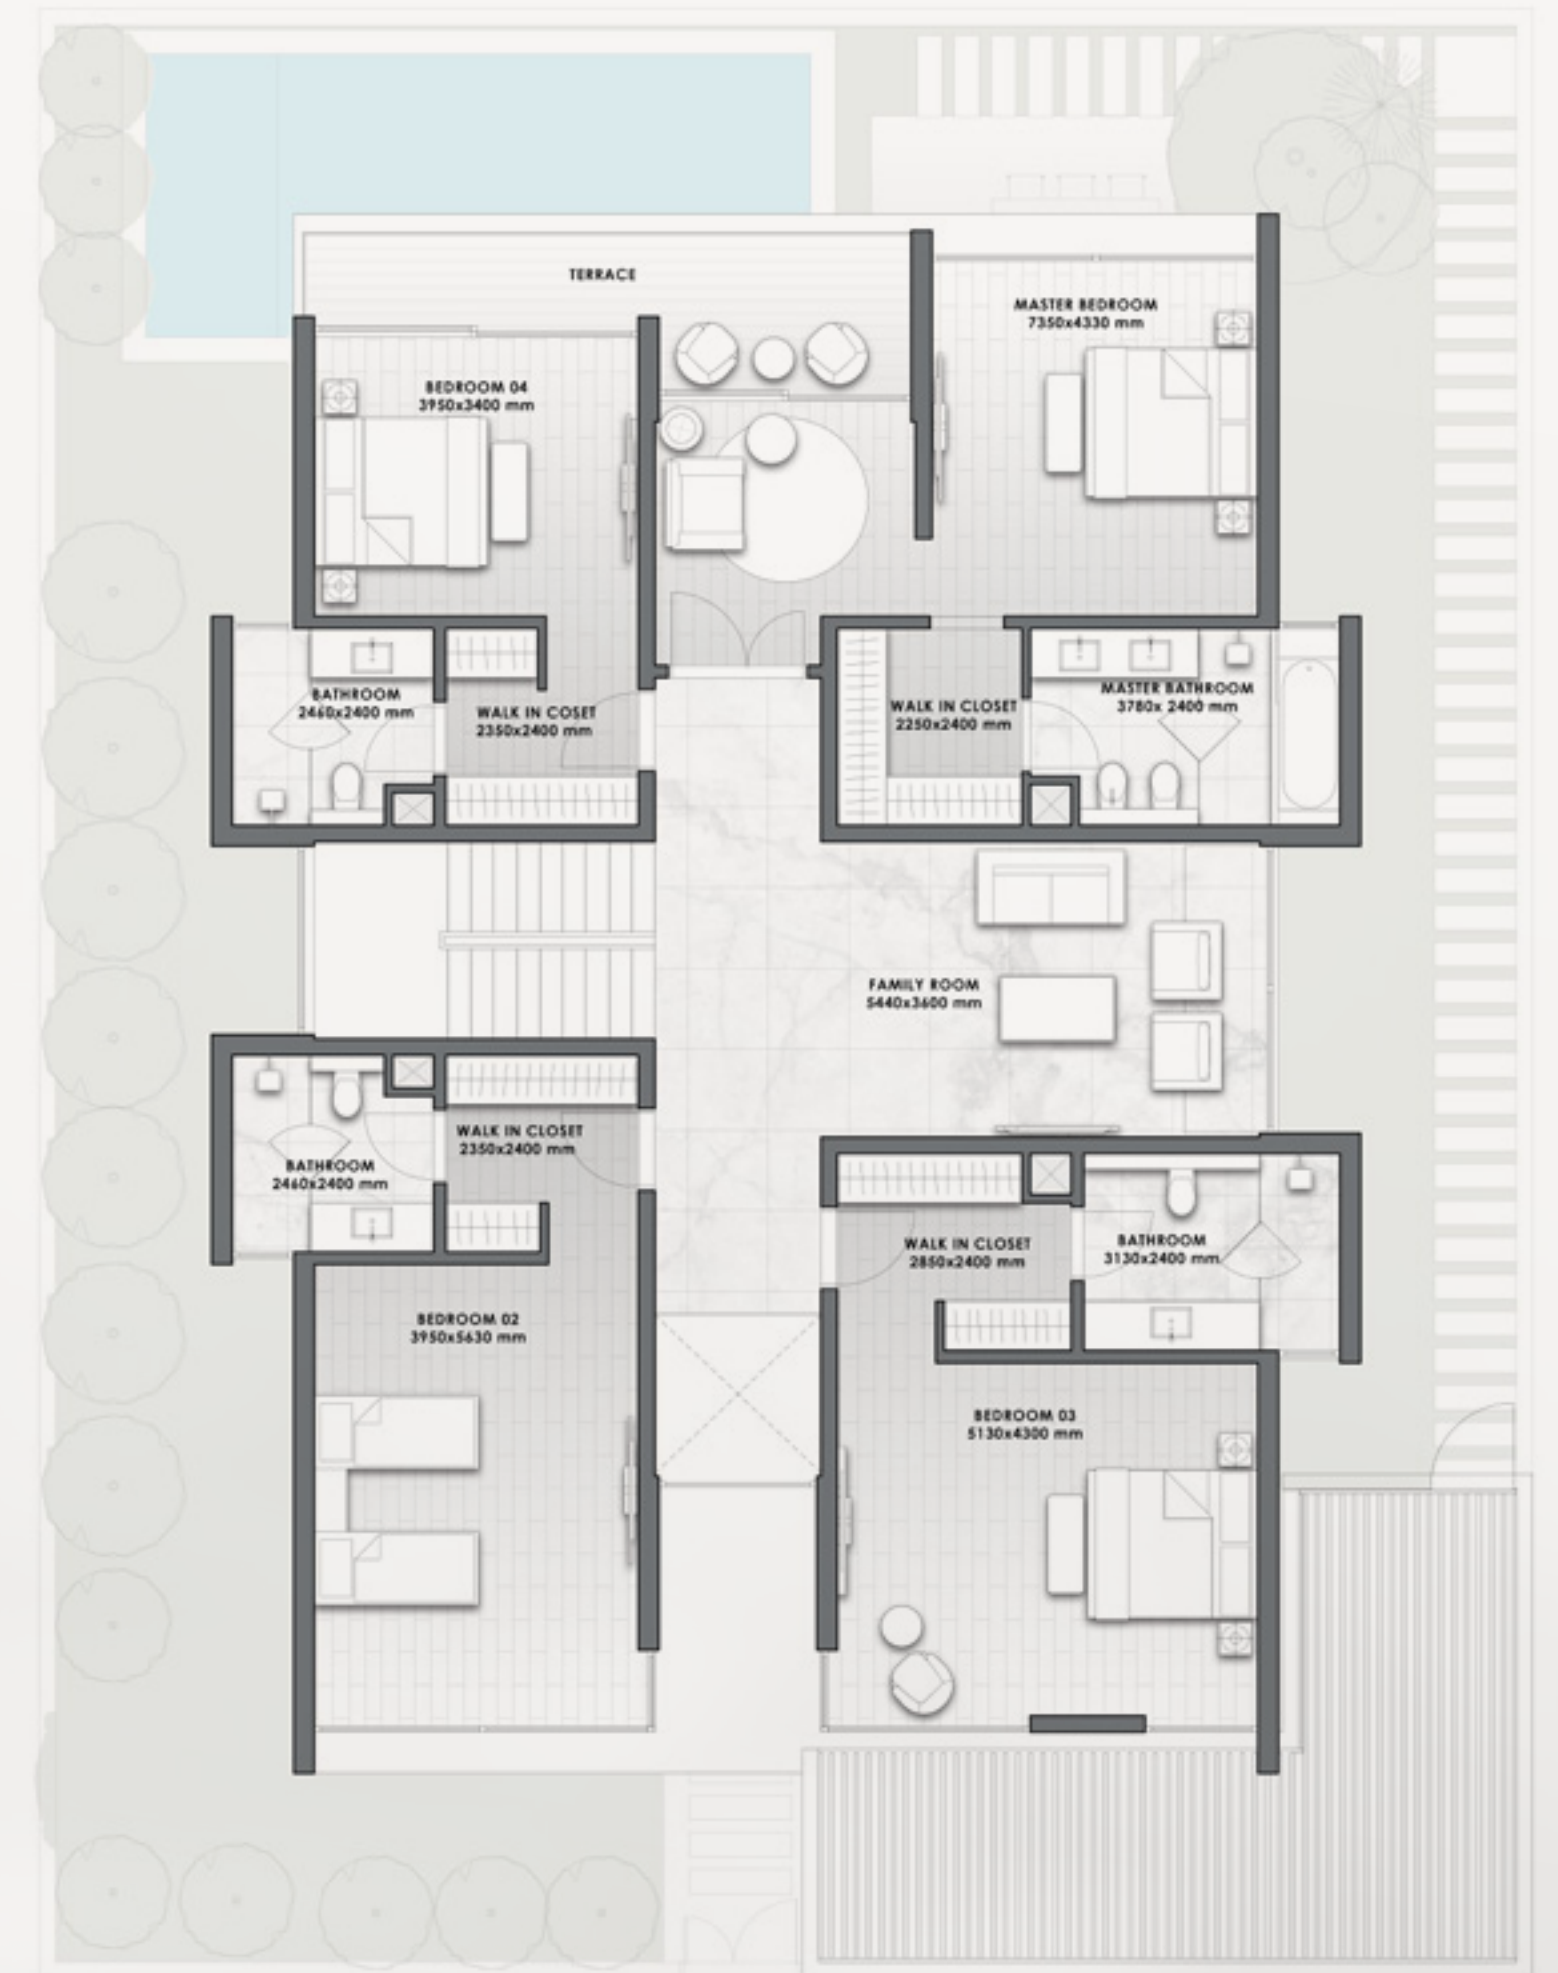 TERRACE
MASTER BEDROOM
7350x4330 mm
BEDROOM 04
3950x3400 mm
BATHROOM
2460x2400 mm
WALK IN COSET
2350x2400 mm
WALK IN CLOSET
2250x2400 mm
MASTER BATHROOM
3780x 2400 mm
FAMILY ROOM
5440x3600 mm
WALK IN CLOSET
2350x2400 mm
BATHROOM
2460x2400 mm
WALK IN CLOSET
2850x2400 mm
BATHROOM
3130x2400 mm
BEDROOM 02
3950x5630 mm
BEDROOM 03
5130x4300 mm